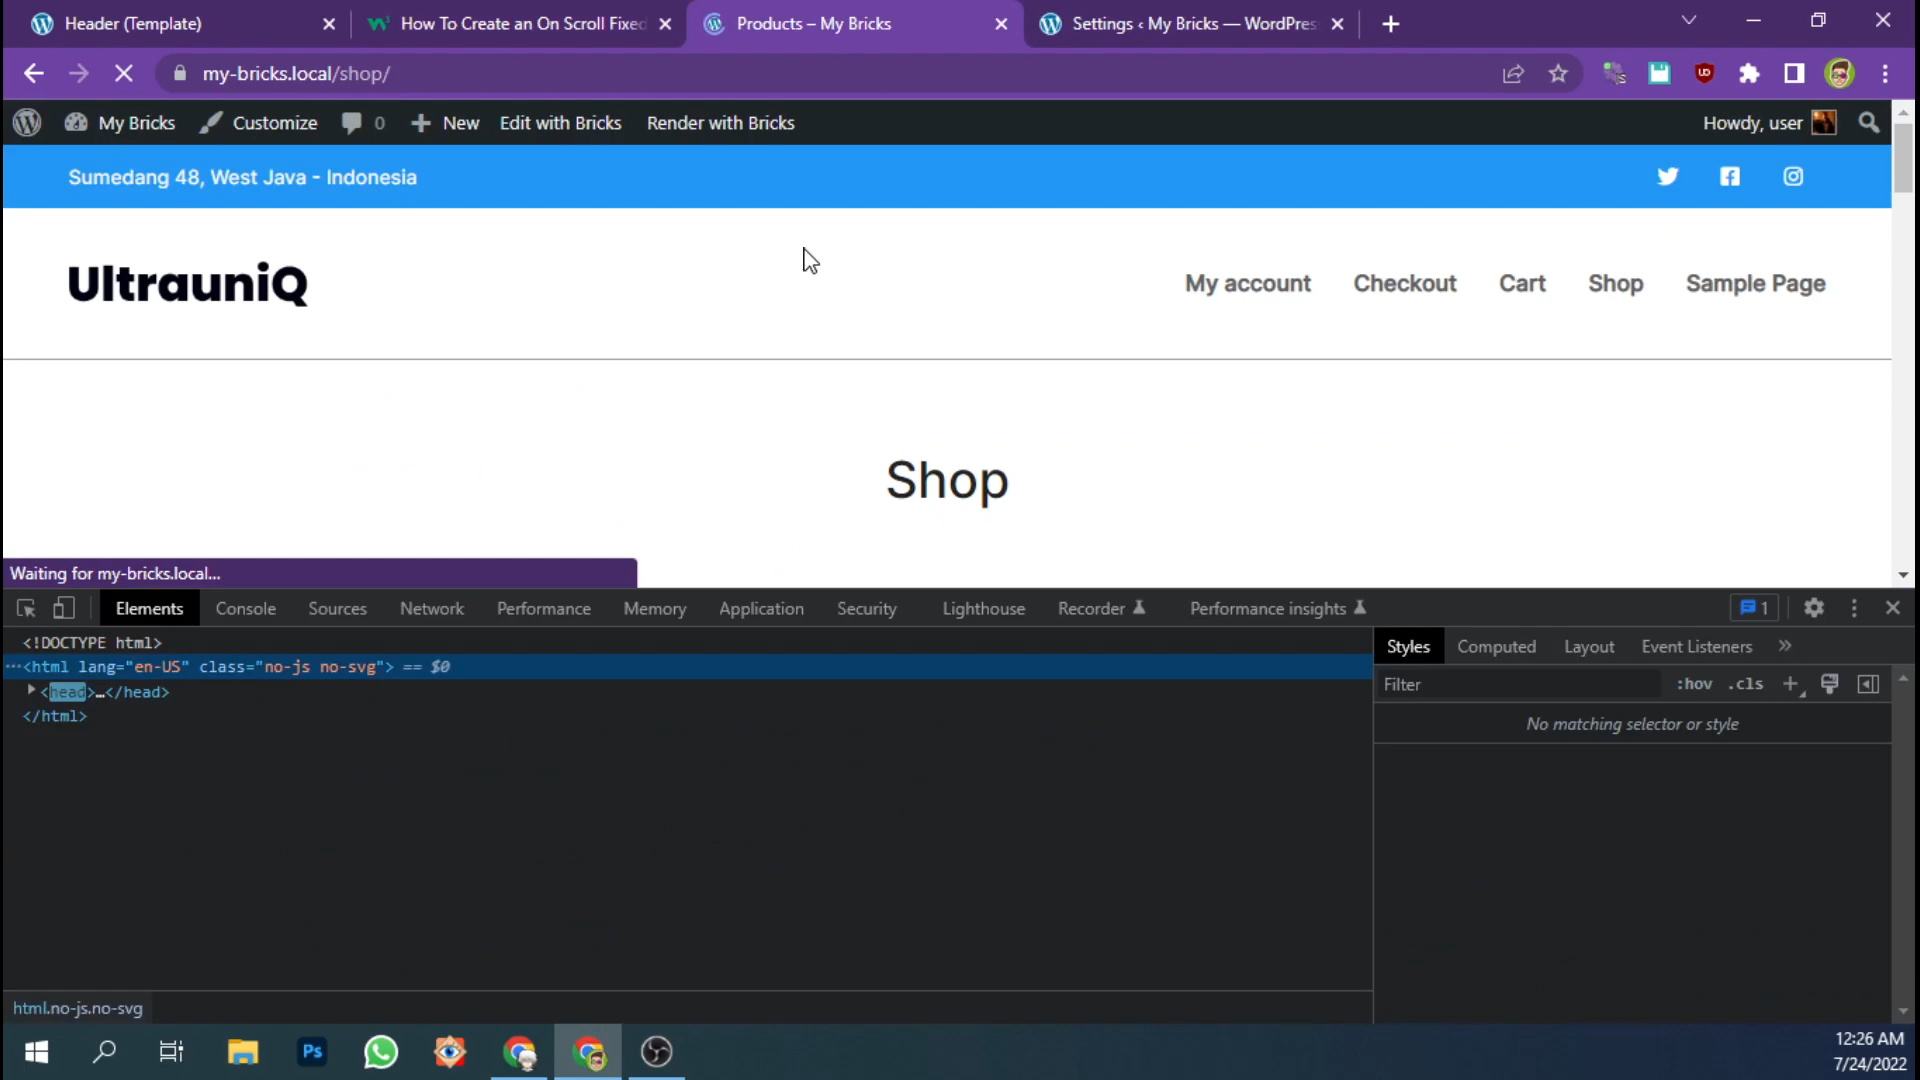 Header (Template)
How To Create an On Scroll Fixed
Products – My Bricks
Settings ‹ My Bricks — WordPres
my-bricks.local/shop/
My Bricks
Customize
0
New
Edit with Bricks
Render with Bricks
Howdy, user
Sumedang 48, West Java - Indonesia
UltrauniQ
My account
Checkout
Cart
Shop
Sample Page
Shop
Waiting for my-bricks.local...
Elements
Console
Sources
Network
Performance
Memory
Application
Security
Lighthouse
Recorder
Performance insights
1
<!DOCTYPE html>
<html lang="en-US" class="no-js no-svg"> == $0
<head>…</head>
</html>
Styles
Computed
Layout
Event Listeners
Filter
:hov
.cls
No matching selector or style
html.no-js.no-svg
Ps
12:26 AM
7/24/2022